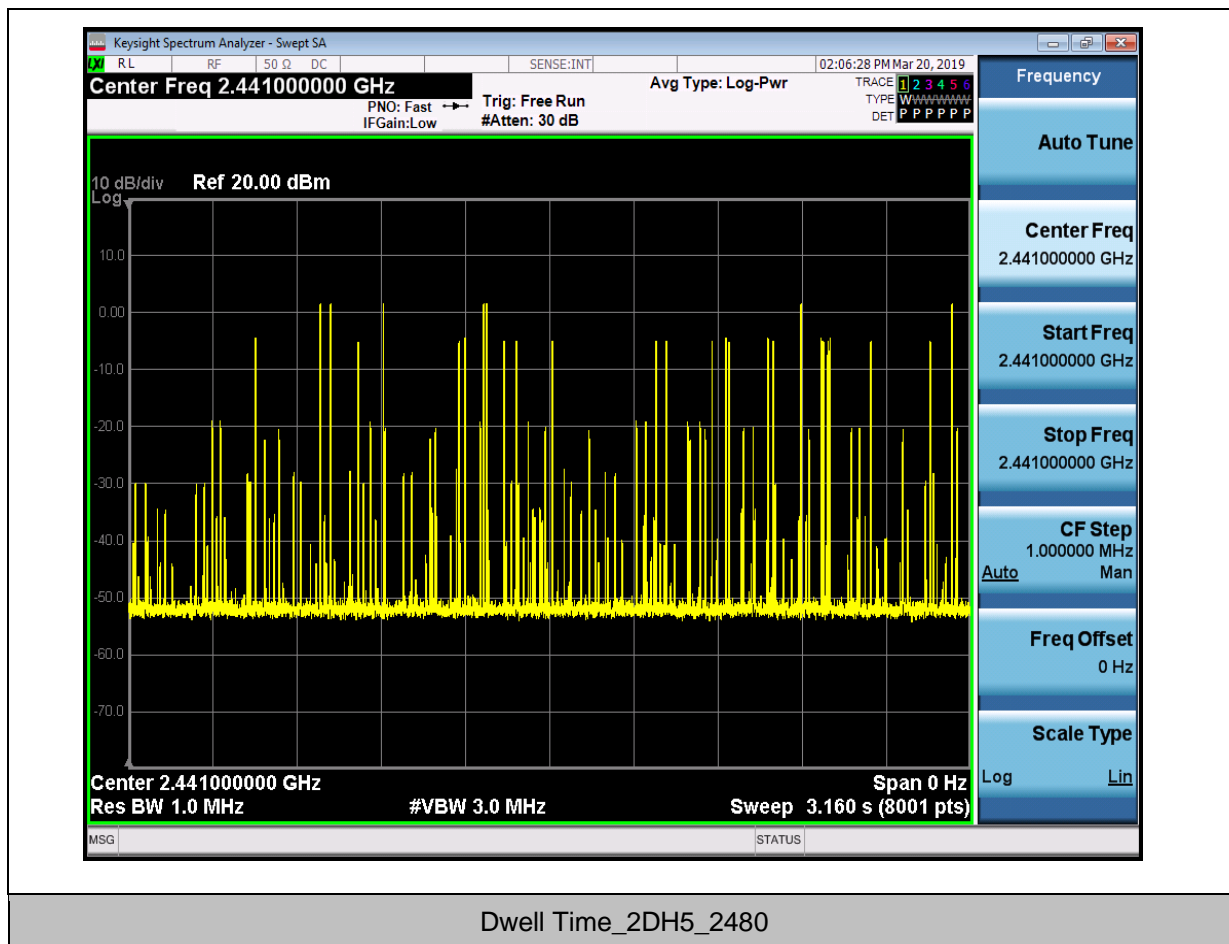 Keysight Spectrum Analyzer - Swept SA
LXI RL RF 50 Ω DC SENSE:INT 02:06:28 PM Mar 20, 2019
Center Freq 2.441000000 GHz
PNO: Fast
IFGain:Low
Trig: Free Run
#Atten: 30 dB
Avg Type: Log-Pwr
TRACE 1 2 3 4 5 6
TYPE WWWWWW
DET P P P P P P
10 dB/div Ref 20.00 dBm
Log
10.0
0.00
-10.0
-20.0
-30.0
-40.0
-50.0
-60.0
-70.0
Center 2.441000000 GHz Span 0 Hz
Res BW 1.0 MHz #VBW 3.0 MHz Sweep 3.160 s (8001 pts)
MSG STATUS
Frequency
Auto Tune
Center Freq
2.441000000 GHz
Start Freq
2.441000000 GHz
Stop Freq
2.441000000 GHz
CF Step
1.000000 MHz
Auto Man
Freq Offset
0 Hz
Scale Type
Log Lin
Dwell Time_2DH5_2480